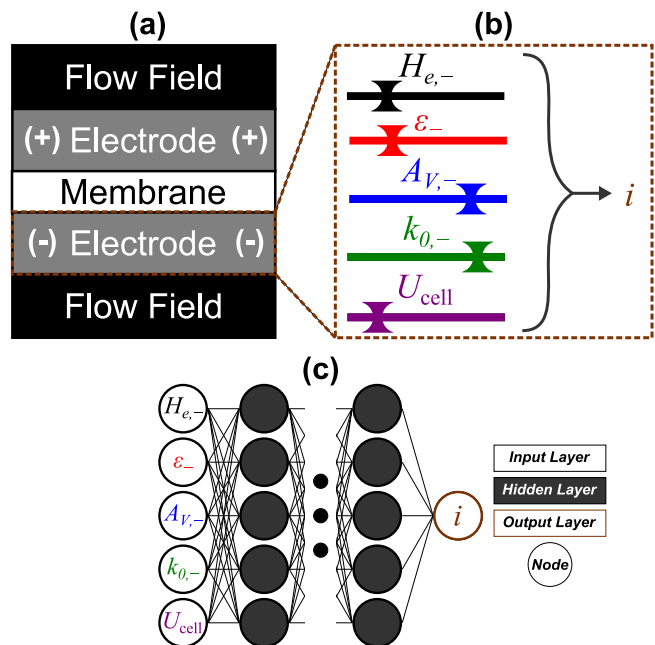 (a)
Flow Field
(+) Electrode (+)
Membrane
(-) Electrode (-)
Flow Field
(b)
H_{e,-}
ε_-
A_{V,-}
k_{0,-}
U_cell
i
(c)
H_{e,-}
ε_-
A_{V,-}
k_{0,-}
U_cell
i
Input Layer
Hidden Layer
Output Layer
Node